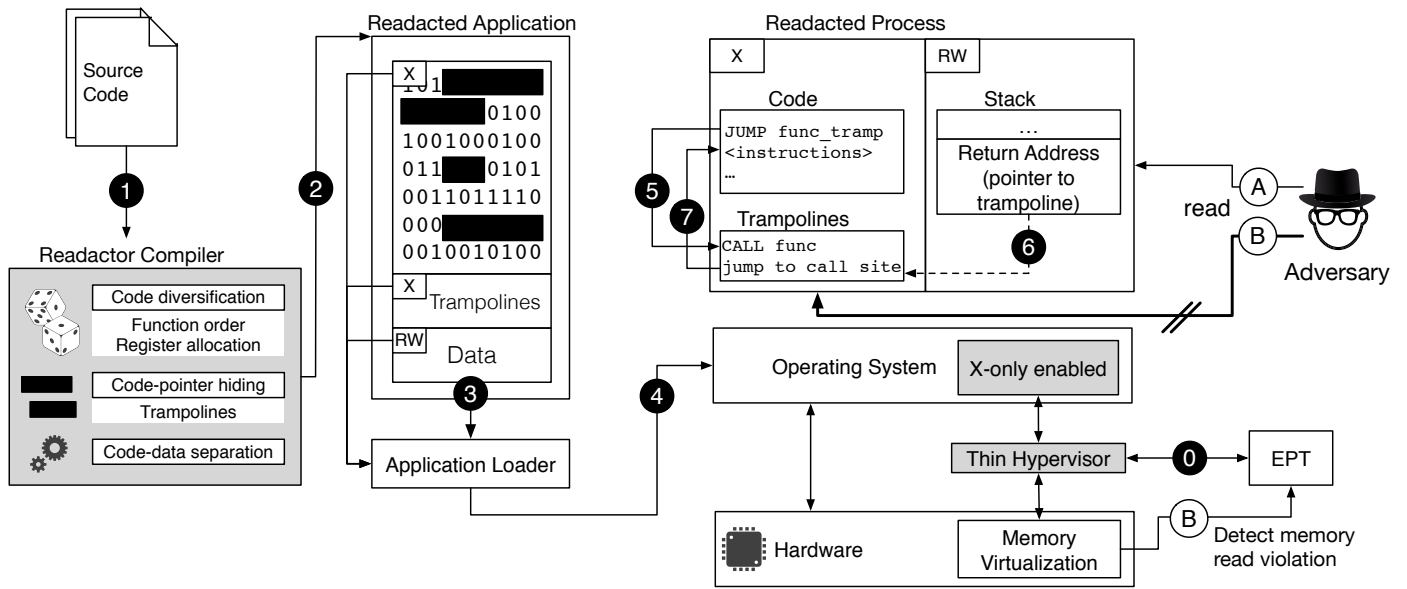 Source
Code
1
Readactor Compiler
Code diversification
Function order
Register allocation
Code-pointer hiding
Trampolines
Code-data separation
2
Readacted Application
X
101
0100
1001000100
011 0101
0011011110
000
0010010100
X
Trampolines
RW
Data
3
Application Loader
4
Readacted Process
X
Code
JUMP func_tramp
<instructions>
…
5
7
Trampolines
CALL func
jump to call site
RW
Stack
…
Return Address
(pointer to
trampoline)
6
A
read
B
Adversary
Operating System
X-only enabled
Thin Hypervisor
0
EPT
Hardware
Memory
Virtualization
B
Detect memory
read violation